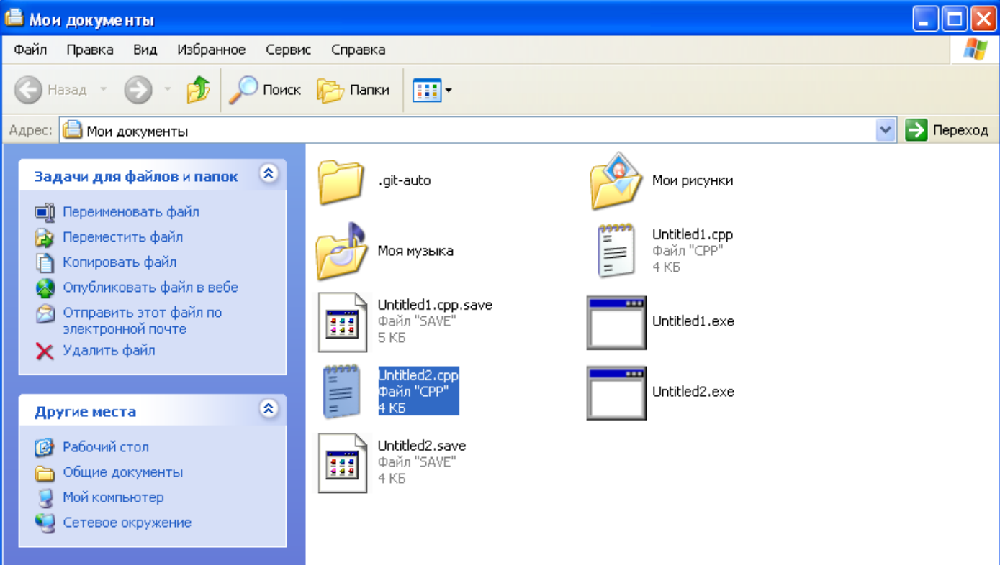 Мои документы
Файл Правка Вид Избранное Сервис Справка
Назад Поиск Папки
Адрес: Мои документы Переход
Задачи для файлов и папок
Переименовать файл
Переместить файл
Копировать файл
Опубликовать файл в вебе
Отправить этот файл по
электронной почте
Удалить файл
Другие места
Рабочий стол
Общие документы
Мой компьютер
Сетевое окружение
.git-auto
Мои рисунки
Моя музыка
Untitled1.cpp
Файл "CPP"
4 КБ
Untitled1.cpp.save
Файл "SAVE"
5 КБ
Untitled1.exe
Untitled2.cpp
Файл "CPP"
4 КБ
Untitled2.exe
Untitled2.save
Файл "SAVE"
4 КБ